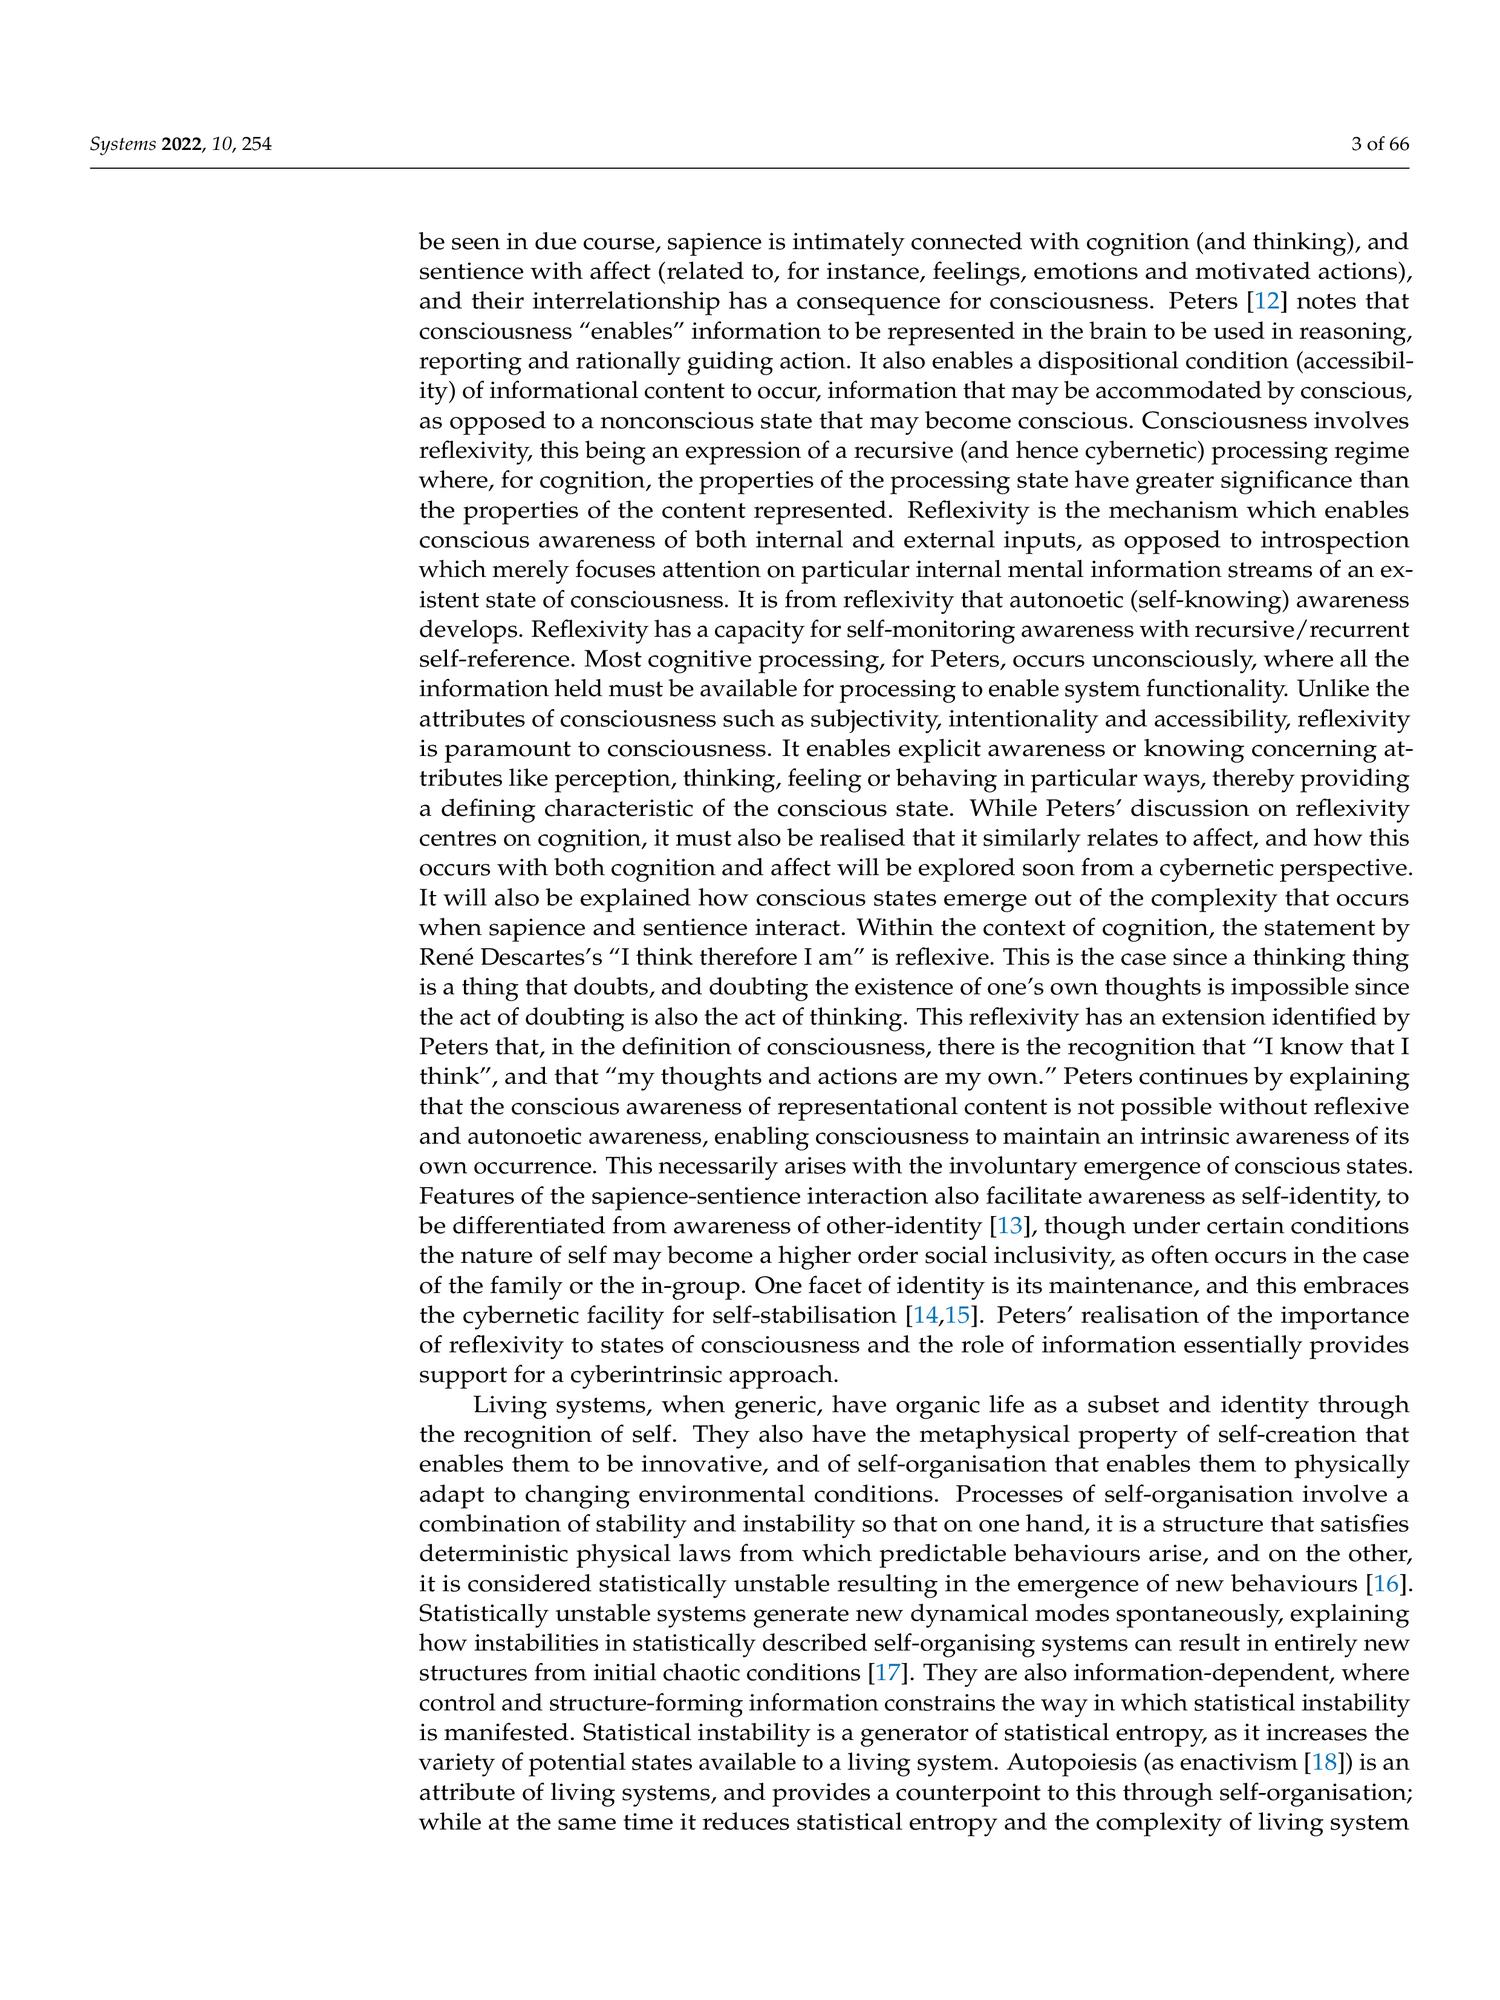 Systems 2022, 10, 254
3 of 66
be seen in due course, sapience is intimately connected with cognition (and thinking), and
sentience with affect (related to, for instance, feelings, emotions and motivated actions),
and their interrelationship has a consequence for consciousness. Peters [12] notes that
consciousness “enables” information to be represented in the brain to be used in reasoning,
reporting and rationally guiding action. It also enables a dispositional condition (accessibil-
ity) of informational content to occur, information that may be accommodated by conscious,
as opposed to a nonconscious state that may become conscious. Consciousness involves
reflexivity, this being an expression of a recursive (and hence cybernetic) processing regime
where, for cognition, the properties of the processing state have greater significance than
the properties of the content represented. Reflexivity is the mechanism which enables
conscious awareness of both internal and external inputs, as opposed to introspection
which merely focuses attention on particular internal mental information streams of an ex-
istent state of consciousness. It is from reflexivity that autonoetic (self-knowing) awareness
develops. Reflexivity has a capacity for self-monitoring awareness with recursive/recurrent
self-reference. Most cognitive processing, for Peters, occurs unconsciously, where all the
information held must be available for processing to enable system functionality. Unlike the
attributes of consciousness such as subjectivity, intentionality and accessibility, reflexivity
is paramount to consciousness. It enables explicit awareness or knowing concerning at-
tributes like perception, thinking, feeling or behaving in particular ways, thereby providing
a defining characteristic of the conscious state. While Peters’ discussion on reflexivity
centres on cognition, it must also be realised that it similarly relates to affect, and how this
occurs with both cognition and affect will be explored soon from a cybernetic perspective.
It will also be explained how conscious states emerge out of the complexity that occurs
when sapience and sentience interact. Within the context of cognition, the statement by
René Descartes’s “I think therefore I am” is reflexive. This is the case since a thinking thing
is a thing that doubts, and doubting the existence of one’s own thoughts is impossible since
the act of doubting is also the act of thinking. This reflexivity has an extension identified by
Peters that, in the definition of consciousness, there is the recognition that “I know that I
think”, and that “my thoughts and actions are my own.” Peters continues by explaining
that the conscious awareness of representational content is not possible without reflexive
and autonoetic awareness, enabling consciousness to maintain an intrinsic awareness of its
own occurrence. This necessarily arises with the involuntary emergence of conscious states.
Features of the sapience-sentience interaction also facilitate awareness as self-identity, to
be differentiated from awareness of other-identity [13], though under certain conditions
the nature of self may become a higher order social inclusivity, as often occurs in the case
of the family or the in-group. One facet of identity is its maintenance, and this embraces
the cybernetic facility for self-stabilisation [14,15]. Peters’ realisation of the importance
of reflexivity to states of consciousness and the role of information essentially provides
support for a cyberintrinsic approach.
Living systems, when generic, have organic life as a subset and identity through
the recognition of self. They also have the metaphysical property of self-creation that
enables them to be innovative, and of self-organisation that enables them to physically
adapt to changing environmental conditions. Processes of self-organisation involve a
combination of stability and instability so that on one hand, it is a structure that satisfies
deterministic physical laws from which predictable behaviours arise, and on the other,
it is considered statistically unstable resulting in the emergence of new behaviours [16].
Statistically unstable systems generate new dynamical modes spontaneously, explaining
how instabilities in statistically described self-organising systems can result in entirely new
structures from initial chaotic conditions [17]. They are also information-dependent, where
control and structure-forming information constrains the way in which statistical instability
is manifested. Statistical instability is a generator of statistical entropy, as it increases the
variety of potential states available to a living system. Autopoiesis (as enactivism [18]) is an
attribute of living systems, and provides a counterpoint to this through self-organisation;
while at the same time it reduces statistical entropy and the complexity of living system